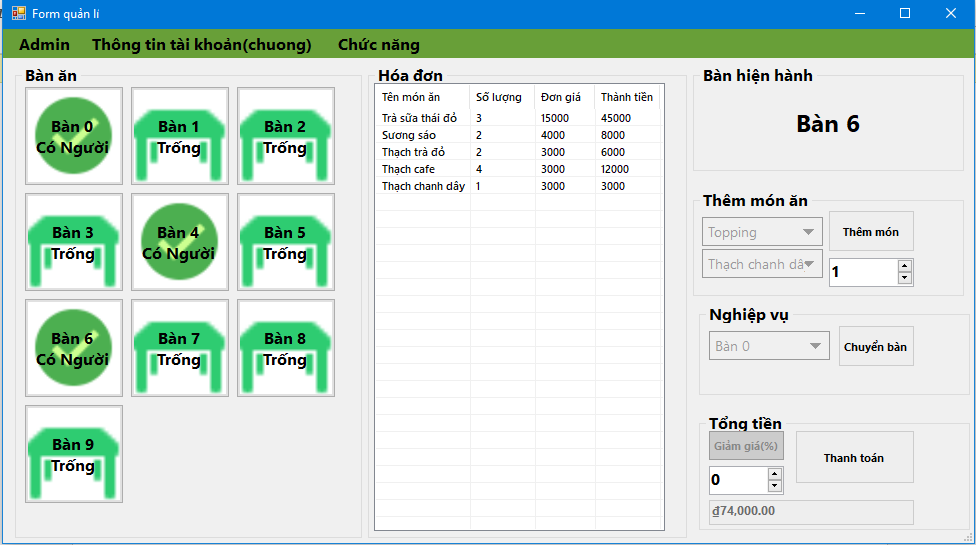 Form quản lí
Admin Thông tin tài khoản(chuong) Chức năng
Bàn ăn
Bàn 0
Có Người
Bàn 1
Trống
Bàn 2
Trống
Bàn 3
Trống
Bàn 4
Có Người
Bàn 5
Trống
Bàn 6
Có Người
Bàn 7
Trống
Bàn 8
Trống
Bàn 9
Trống
Hóa đơn
Tên món ăn Số lượng Đơn giá Thành tiền
Trà sữa thái đỏ 3 15000 45000
Sương sáo 2 4000 8000
Thạch trà đỏ 2 3000 6000
Thạch cafe 4 3000 12000
Thạch chanh dây 1 3000 3000
Bàn hiện hành
Bàn 6
Thêm món ăn
Topping
Thêm món
Thạch chanh dâ
1
Nghiệp vụ
Bàn 0
Chuyển bàn
Tổng tiền
Giảm giá(%)
Thanh toán
0
₫74,000.00